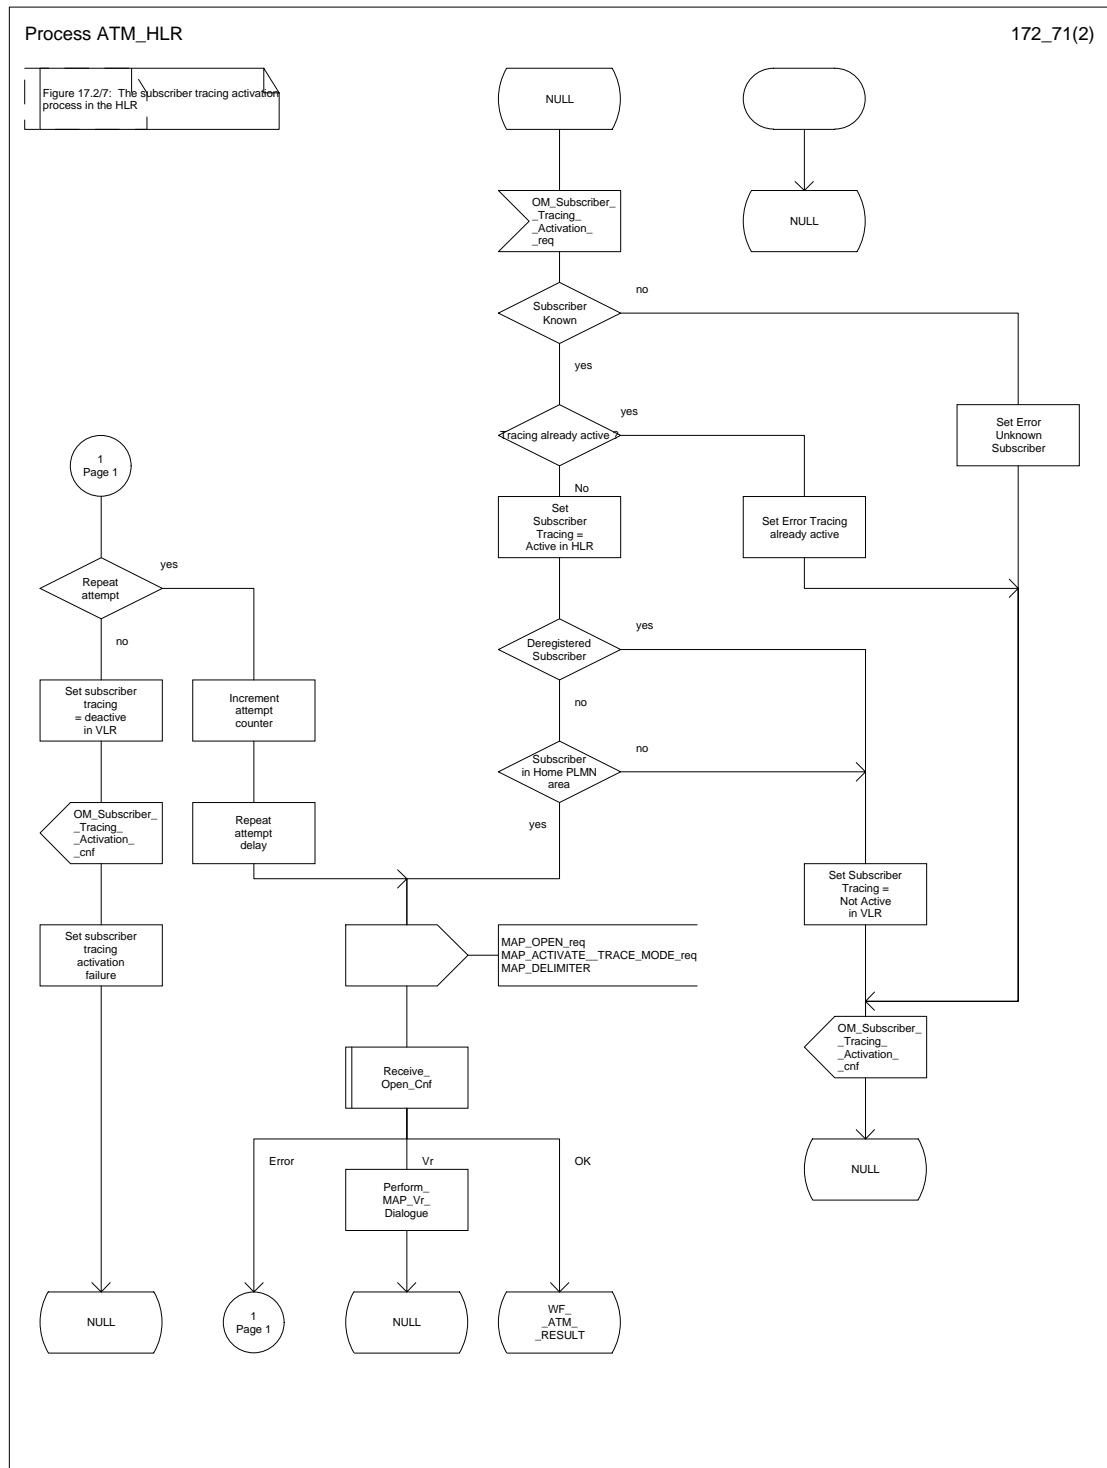 Process ATM_HLR
172_71(2)
Figure 17.2/7: The subscriber tracing activation
process in the HLR
NULL
OM_Subscriber_
_Tracing_
_Activation_
_req
NULL
Subscriber
Known
no
yes
Tracing already active ?
yes
No
Set Error
Unknown
Subscriber
1
Page 1
Set
Subscriber
Tracing =
Active in HLR
Set Error Tracing
already active
Repeat
attempt
yes
no
Deregistered
Subscriber
yes
no
Set subscriber
tracing
= deactive
in VLR
Increment
attempt
counter
Subscriber
in Home PLMN
area
no
yes
OM_Subscriber_
_Tracing_
_Activation_
_cnf
Repeat
attempt
delay
Set Subscriber
Tracing =
Not Active
in VLR
Set subscriber
tracing
activation
failure
MAP_OPEN_req
MAP_ACTIVATE__TRACE_MODE_req
MAP_DELIMITER
OM_Subscriber_
_Tracing_
_Activation_
_cnf
Receive_
Open_Cnf
Error
Vr
OK
Perform_
MAP_Vr_
Dialogue
NULL
NULL
1
Page 1
NULL
WF_
_ATM_
_RESULT